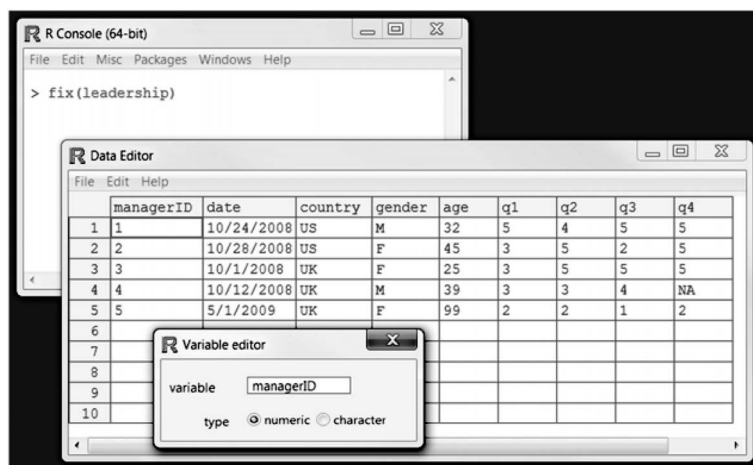 R Console (64-bit)
File Edit Misc Packages Windows Help
> fix(leadership)
Data Editor
File Edit Help
managerID date country gender age q1 q2 q3 q4
1 1 10/24/2008 US M 32 5 4 5 5
2 2 10/28/2008 US F 45 3 5 2 5
3 3 10/1/2008 UK F 25 3 5 5 5
4 4 10/12/2008 UK M 39 3 3 4 NA
5 5 5/1/2009 UK F 99 2 2 1 2
6
7
8
9
10
R Variable editor
variable managerID
type numeric character